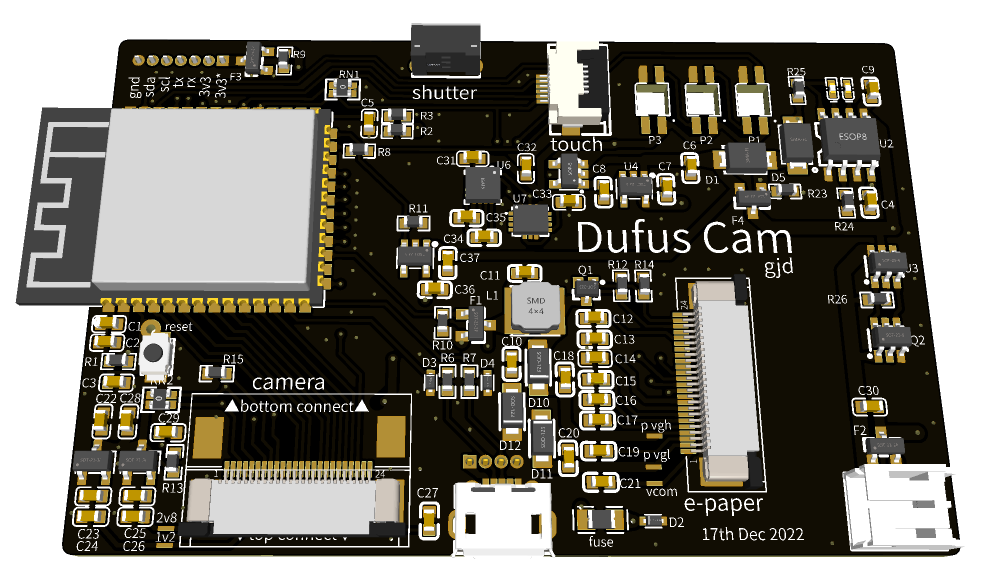 R9
F3
gnd
sda
scl
tx
rx
3v3
3v3*
RN1
shutter
touch
R25
C9
P3
P2
P1
ESOP8
U2
C5
R3
R2
R8
C31
U6
C32
C33
U7
C35
C34
C8
U4
C7
C6
D1
D5
R23
F4
R24
C4
R11
C37
C36
Dufus Cam
gjd
C11
L1
SMD
4×4
Q1
R12
R14
24
R26
Q2
C1
C2
R1
C3
reset
R15
F1
R10
D3
R6
R7
D4
C10
C18
D10
D12
D11
C20
C12
C13
C14
C15
C16
C17
C19
C21
p vgh
p vgl
vcom
1
e-paper
camera
▲bottom connect▲
24
C22
C28
C29
R13
C23
C24
C25
C26
2v8
1v2
C27
fuse
D2
17th Dec 2022
C30
F2